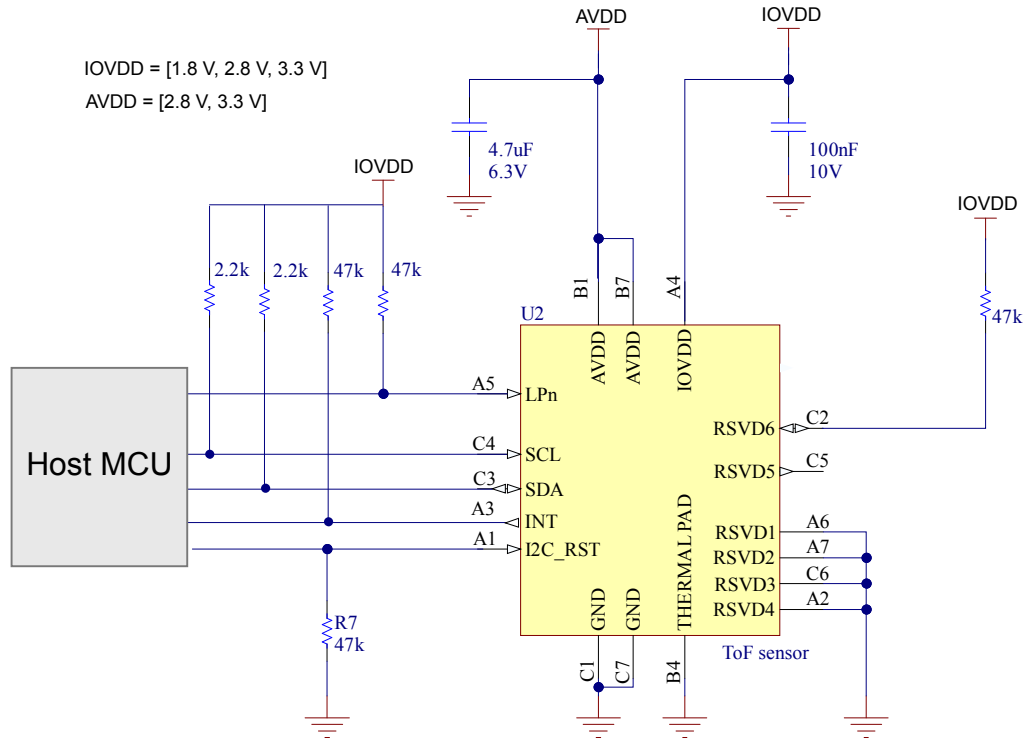 AVDD
IOVDD
IOVDD = [1.8 V, 2.8 V, 3.3 V]
AVDD = [2.8 V, 3.3 V]
4.7uF
6.3V
100nF
10V
IOVDD
IOVDD
2.2k
2.2k
47k
47k
47k
B1
B7
A4
U2
AVDD
AVDD
IOVDD
Host MCU
A5
LPn
C4
SCL
C3
SDA
A3
INT
A1
I2C_RST
RSVD6
C2
RSVD5
C5
RSVD1
A6
RSVD2
A7
RSVD3
C6
RSVD4
A2
GND
GND
THERMAL PAD
R7
47k
ToF sensor
C1
C7
B4